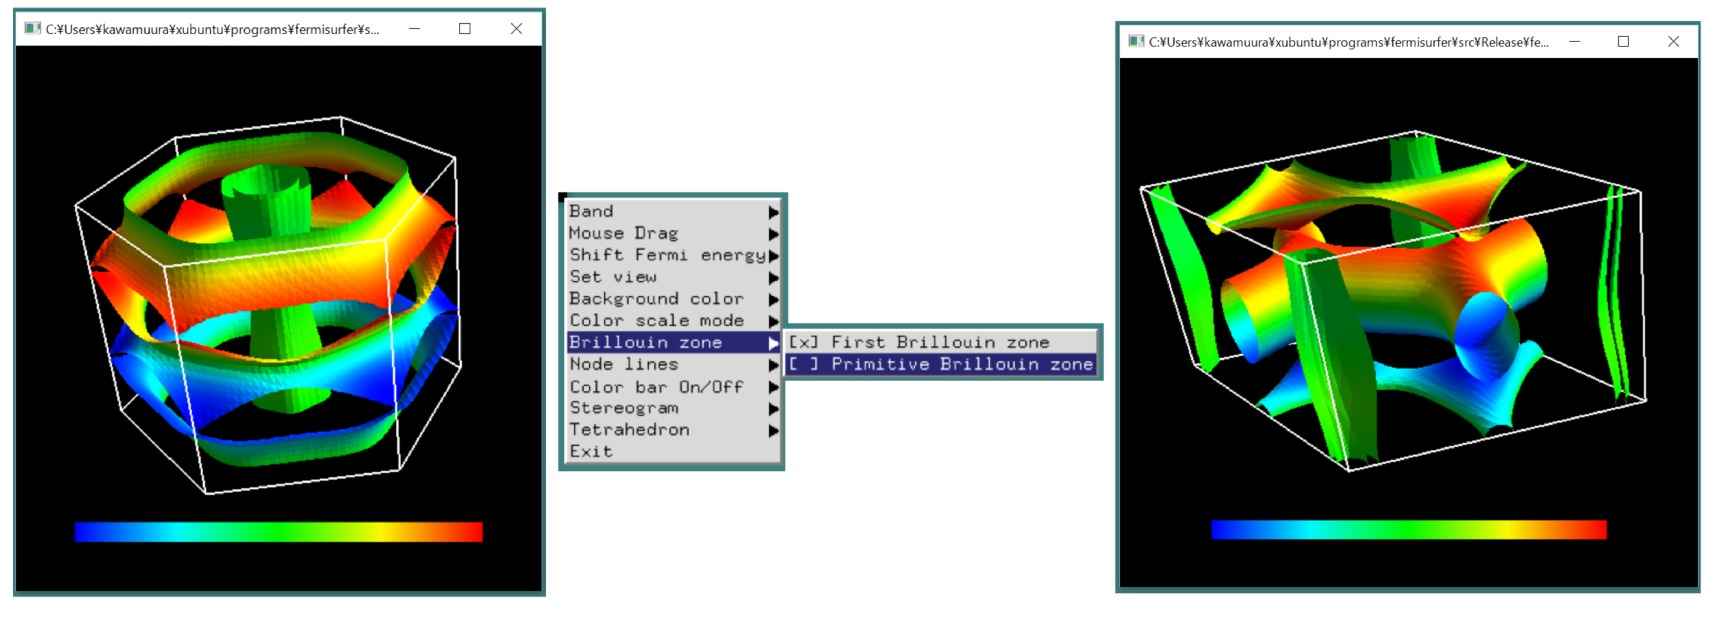 C:¥Users¥kawamuura¥xubuntu¥programs¥fermisurfer¥s...
C:¥Users¥kawamuura¥xubuntu¥programs¥fermisurfer¥src¥Release¥fe...
Band
Mouse Drag
Shift Fermi energy
Set view
Background color
Color scale mode
Brillouin zone
[x] First Brillouin zone
[ ] Primitive Brillouin zone
Node lines
Color bar On/Off
Stereogram
Tetrahedron
Exit